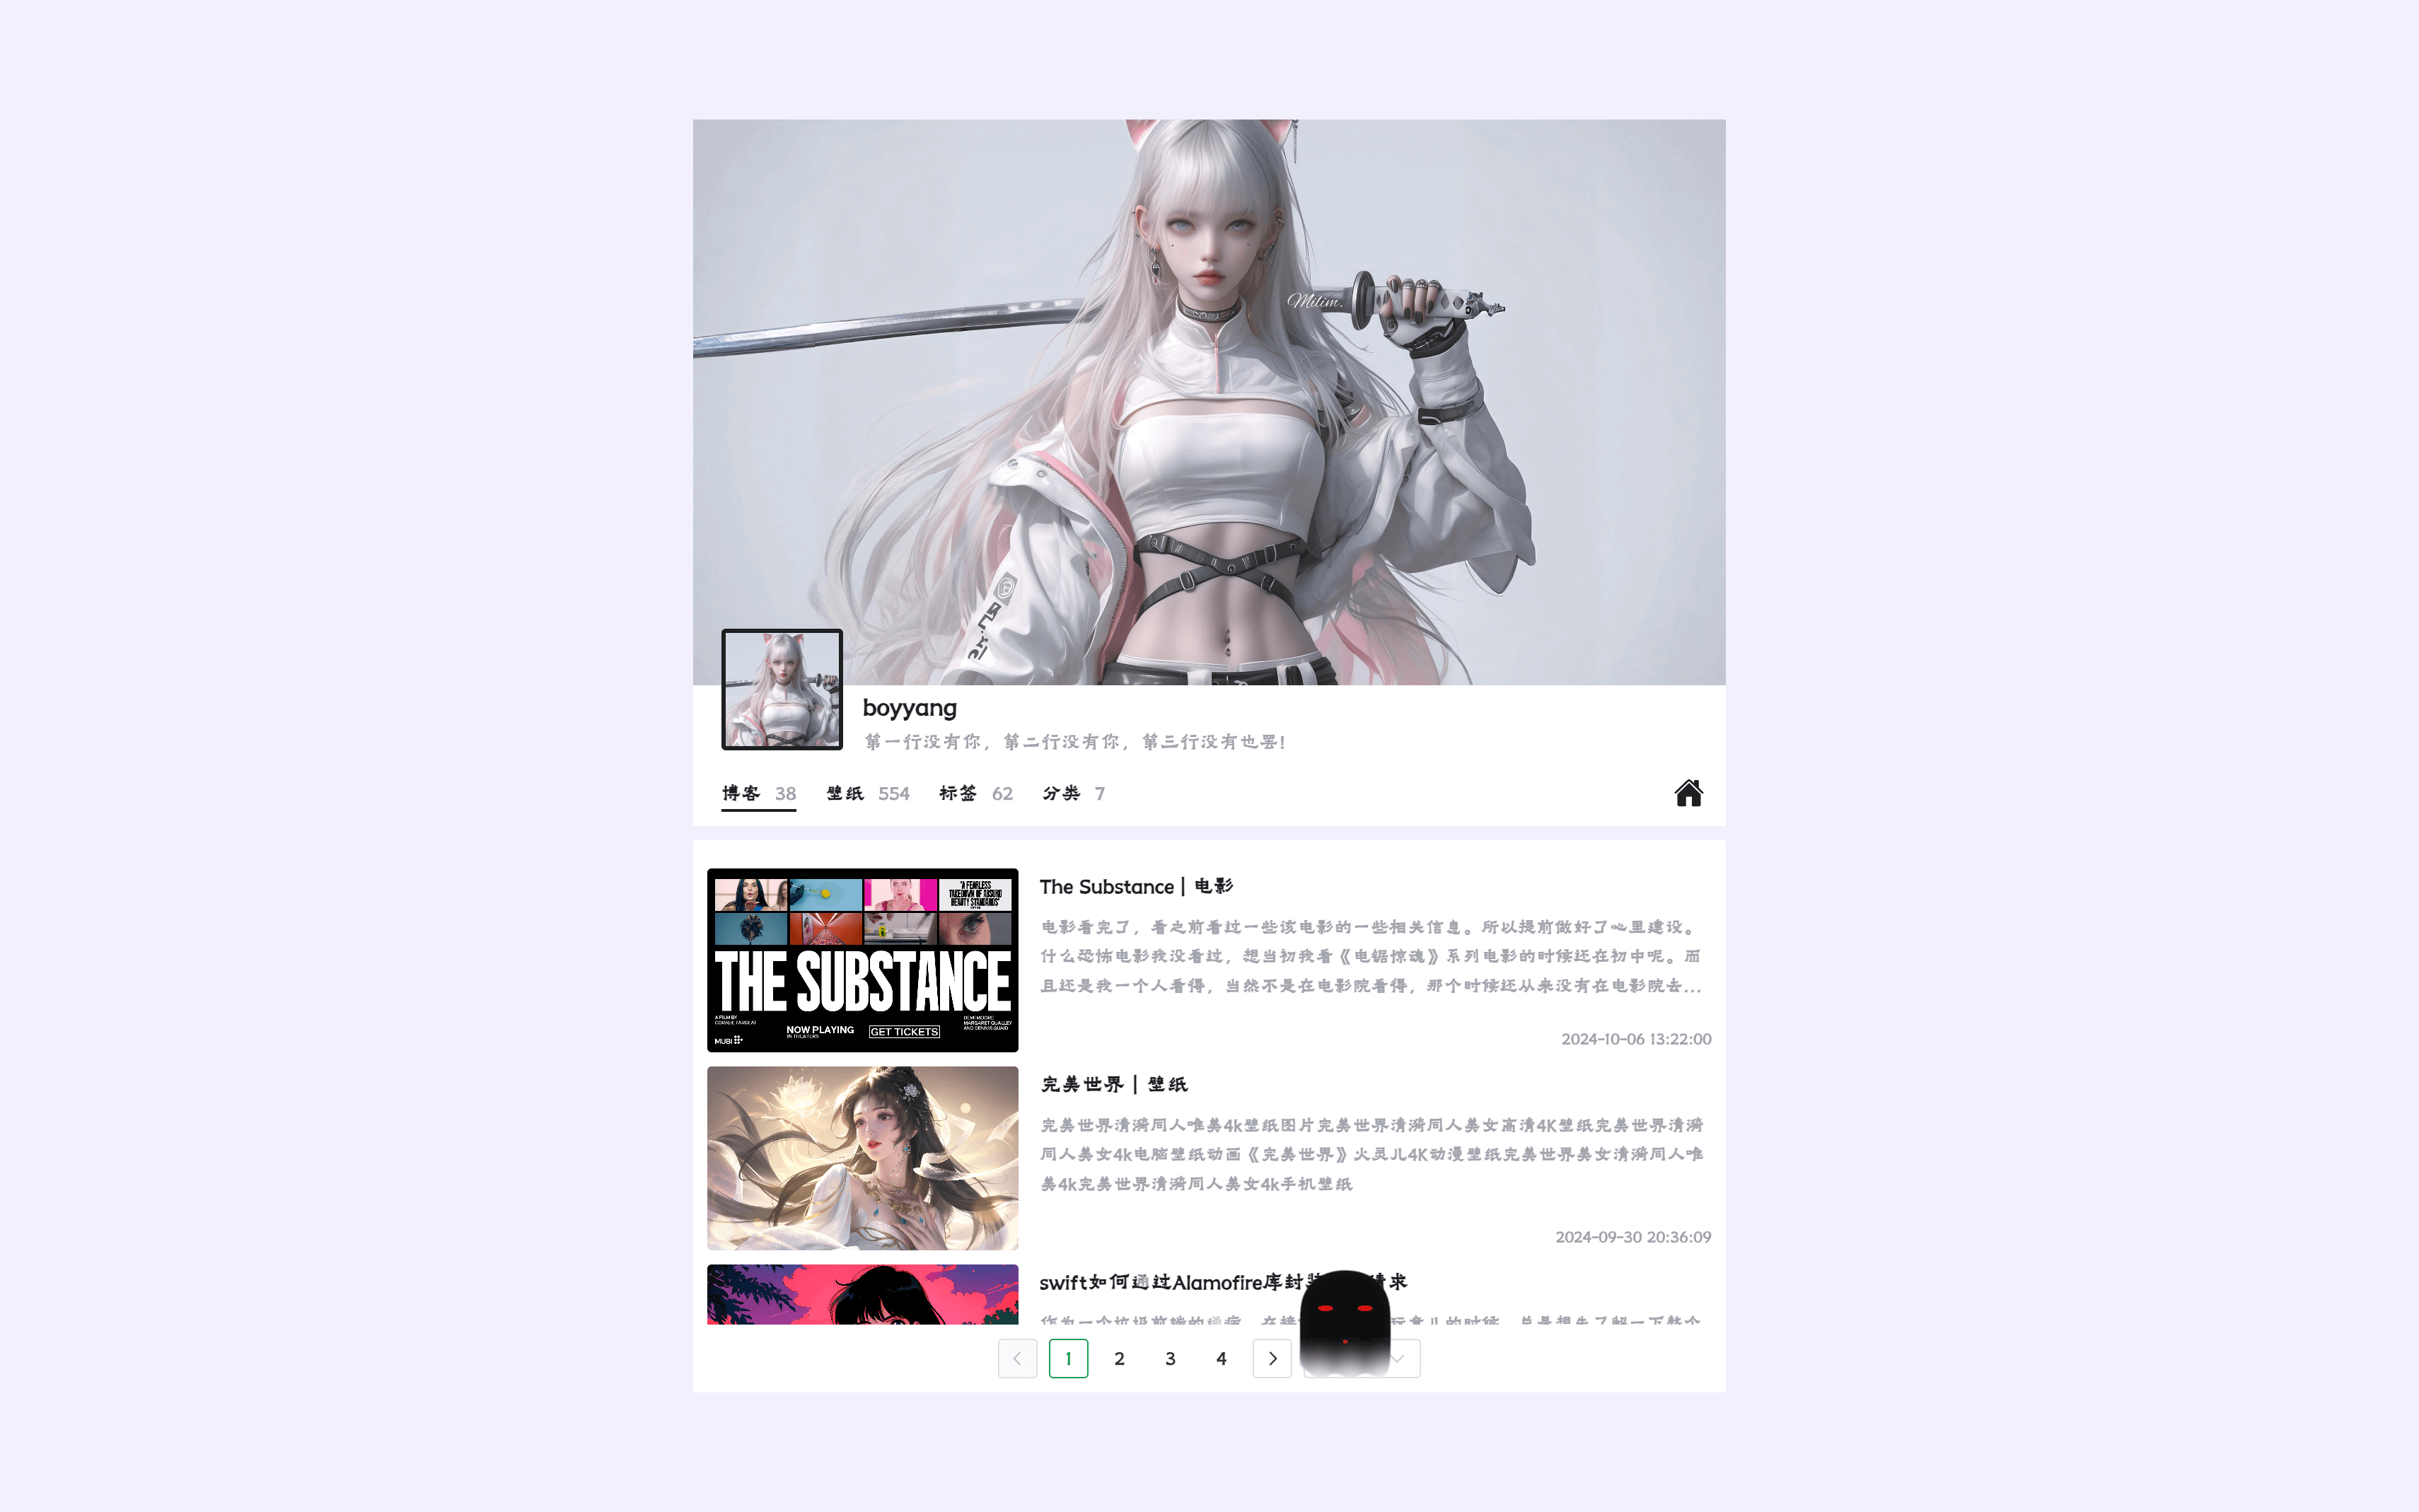 Milim.
boyyang
第一行没有你，第二行没有你，第三行没有也罢！
博客 38 壁纸 554 标签 62 分类 7
"A FEARLESS
TAKEDOWN OF ABSURD
BEAUTY STANDARDS"
THE SUBSTANCE
A FILM BY
CORALIE FARGEAT
NOW PLAYING
IN THEATERS
GET TICKETS
DEMI MOORE
MARGARET QUALLEY
AND DENNIS QUAID
MUBI
The Substance | 电影
电影看完了，看之前看过一些该电影的一些相关信息。所以提前做好了心里建设。
什么恐怖电影我没看过，想当初我看《电锯惊魂》系列电影的时候还在初中呢。而
且还是我一个人看得，当然不是在电影院看得，那个时候还从来没有在电影院去...
2024-10-06 13:22:00
完美世界 | 壁纸
完美世界清漪同人唯美4k壁纸图片完美世界清漪同人美女高清4K壁纸完美世界清漪
同人美女4k电脑壁纸动画《完美世界》火灵儿4K动漫壁纸完美世界美女清漪同人唯
美4k完美世界清漪同人美女4k手机壁纸
2024-09-30 20:36:09
swift如何通过Alamofire库封装 求
1 2 3 4